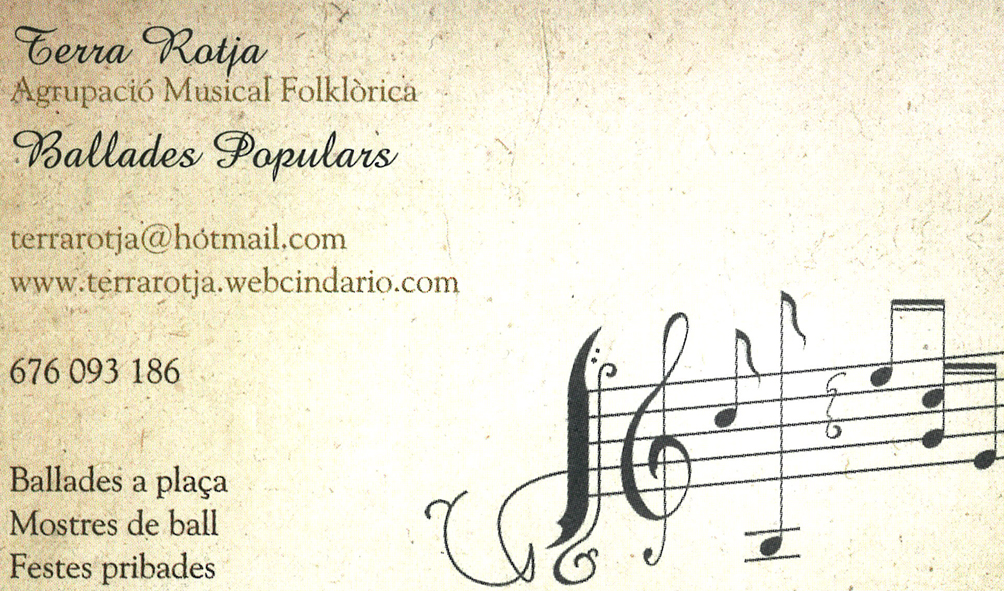 Terra Rotja
Agrupació Musical Folklòrica
Ballades Populars
terrarotja@hotmail.com
www.terrarotja.webcindario.com
676 093 186
Ballades a plaça
Mostres de ball
Festes pribades